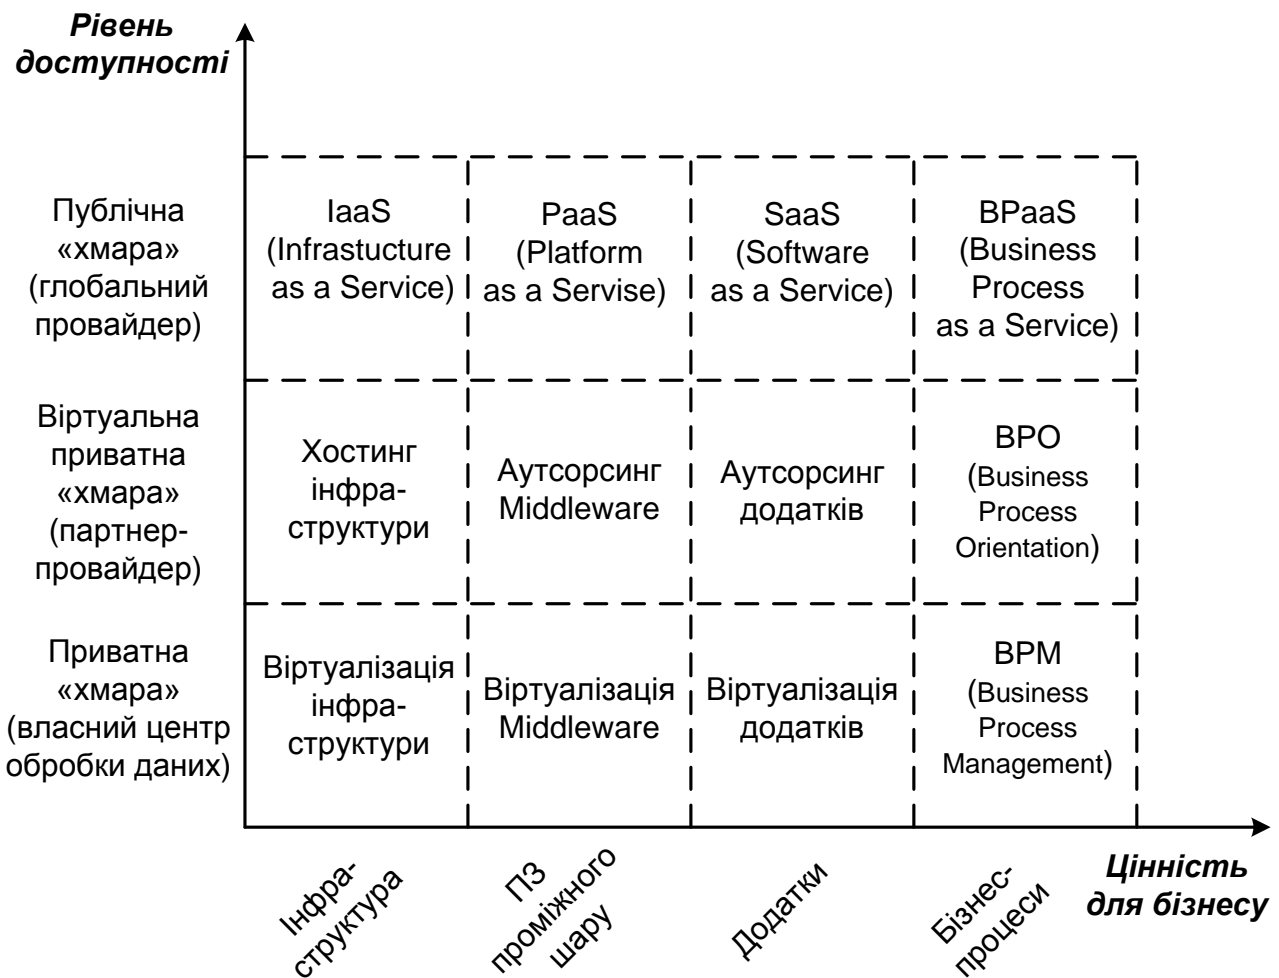 Рівень
доступності
Публічна
«хмара»
(глобальний
провайдер)
IaaS
(Infrastucture
as a Service)
PaaS
(Platform
as a Servise)
SaaS
(Software
as a Service)
BPaaS
(Business
Process
as a Service)
Віртуальна
приватна
«хмара»
(партнер-
провайдер)
Хостинг
інфра-
структури
Аутсорсинг
Middleware
Аутсорсинг
додатків
BPO
(Business
Process
Orientation)
Приватна
«хмара»
(власний центр
обробки даних)
Віртуалізація
інфра-
структури
Віртуалізація
Middleware
Віртуалізація
додатків
BPM
(Business
Process
Management)
Інфра-
структура
ПЗ
проміжного
шару
Додатки
Бізнес-
процеси
Цінність
для бізнесу